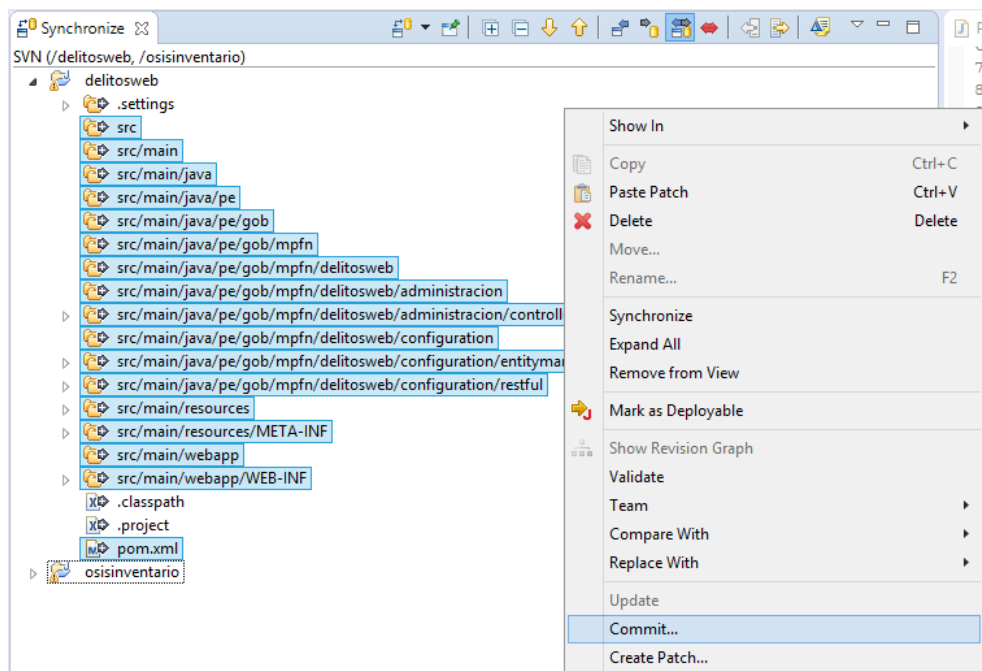 Synchronize
SVN (/delitosweb, /osisinventario)
delitosweb
.settings
src
src/main
src/main/java
src/main/java/pe
src/main/java/pe/gob
src/main/java/pe/gob/mpfn
src/main/java/pe/gob/mpfn/delitosweb
src/main/java/pe/gob/mpfn/delitosweb/administracion
src/main/java/pe/gob/mpfn/delitosweb/administracion/controll
src/main/java/pe/gob/mpfn/delitosweb/configuration
src/main/java/pe/gob/mpfn/delitosweb/configuration/entitymar
src/main/java/pe/gob/mpfn/delitosweb/configuration/restful
src/main/resources
src/main/resources/META-INF
src/main/webapp
src/main/webapp/WEB-INF
.classpath
.project
pom.xml
osisinventario
Show In
Copy Ctrl+C
Paste Patch Ctrl+V
Delete Delete
Move...
Rename... F2
Synchronize
Expand All
Remove from View
Mark as Deployable
Show Revision Graph
Validate
Team
Compare With
Replace With
Update
Commit...
Create Patch...